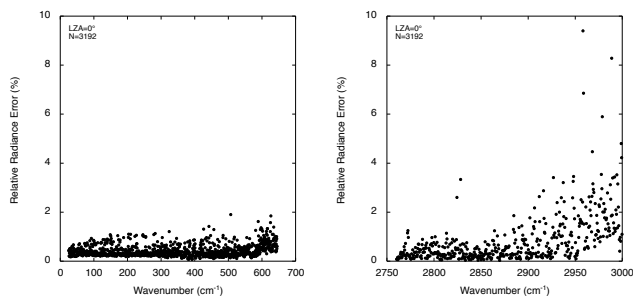 10
8
6
4
2
0
Relative Radiance Error (%)
LZA=0°
N=3192
0 100 200 300 400 500 600 700
Wavenumber (cm-1)
10
8
6
4
2
0
Relative Radiance Error (%)
LZA=0°
N=3192
2750 2800 2850 2900 2950 3000
Wavenumber (cm-1)